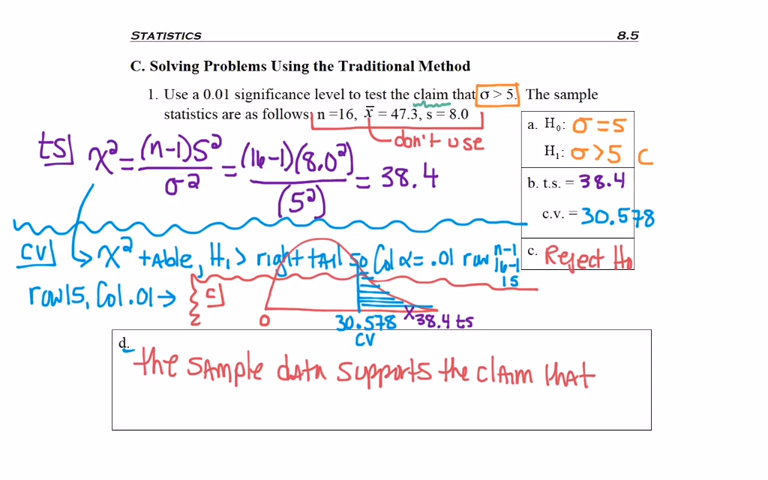 STATISTICS 8.5
C. Solving Problems Using the Traditional Method
1. Use a 0.01 significance level to test the claim that σ > 5. The sample
statistics are as follows: n =16, x̅ = 47.3, s = 8.0
don't use
a. H₀: σ = 5
H₁: σ > 5 C
b. t.s. = 38.4
c.v. = 30.578
c. Reject H₀
ts] x² = (n-1)S²/σ² = (16-1)(8.0²)/(5²) = 38.4
CV] → x² tAble, H₁ > right tail so Col α = .01 row n-1
16-1
15
row 15, Col .01 →
c]
0
30.578
CV
x 38.4 ts
d.
the SAmple dAtA supports the clAim thAt